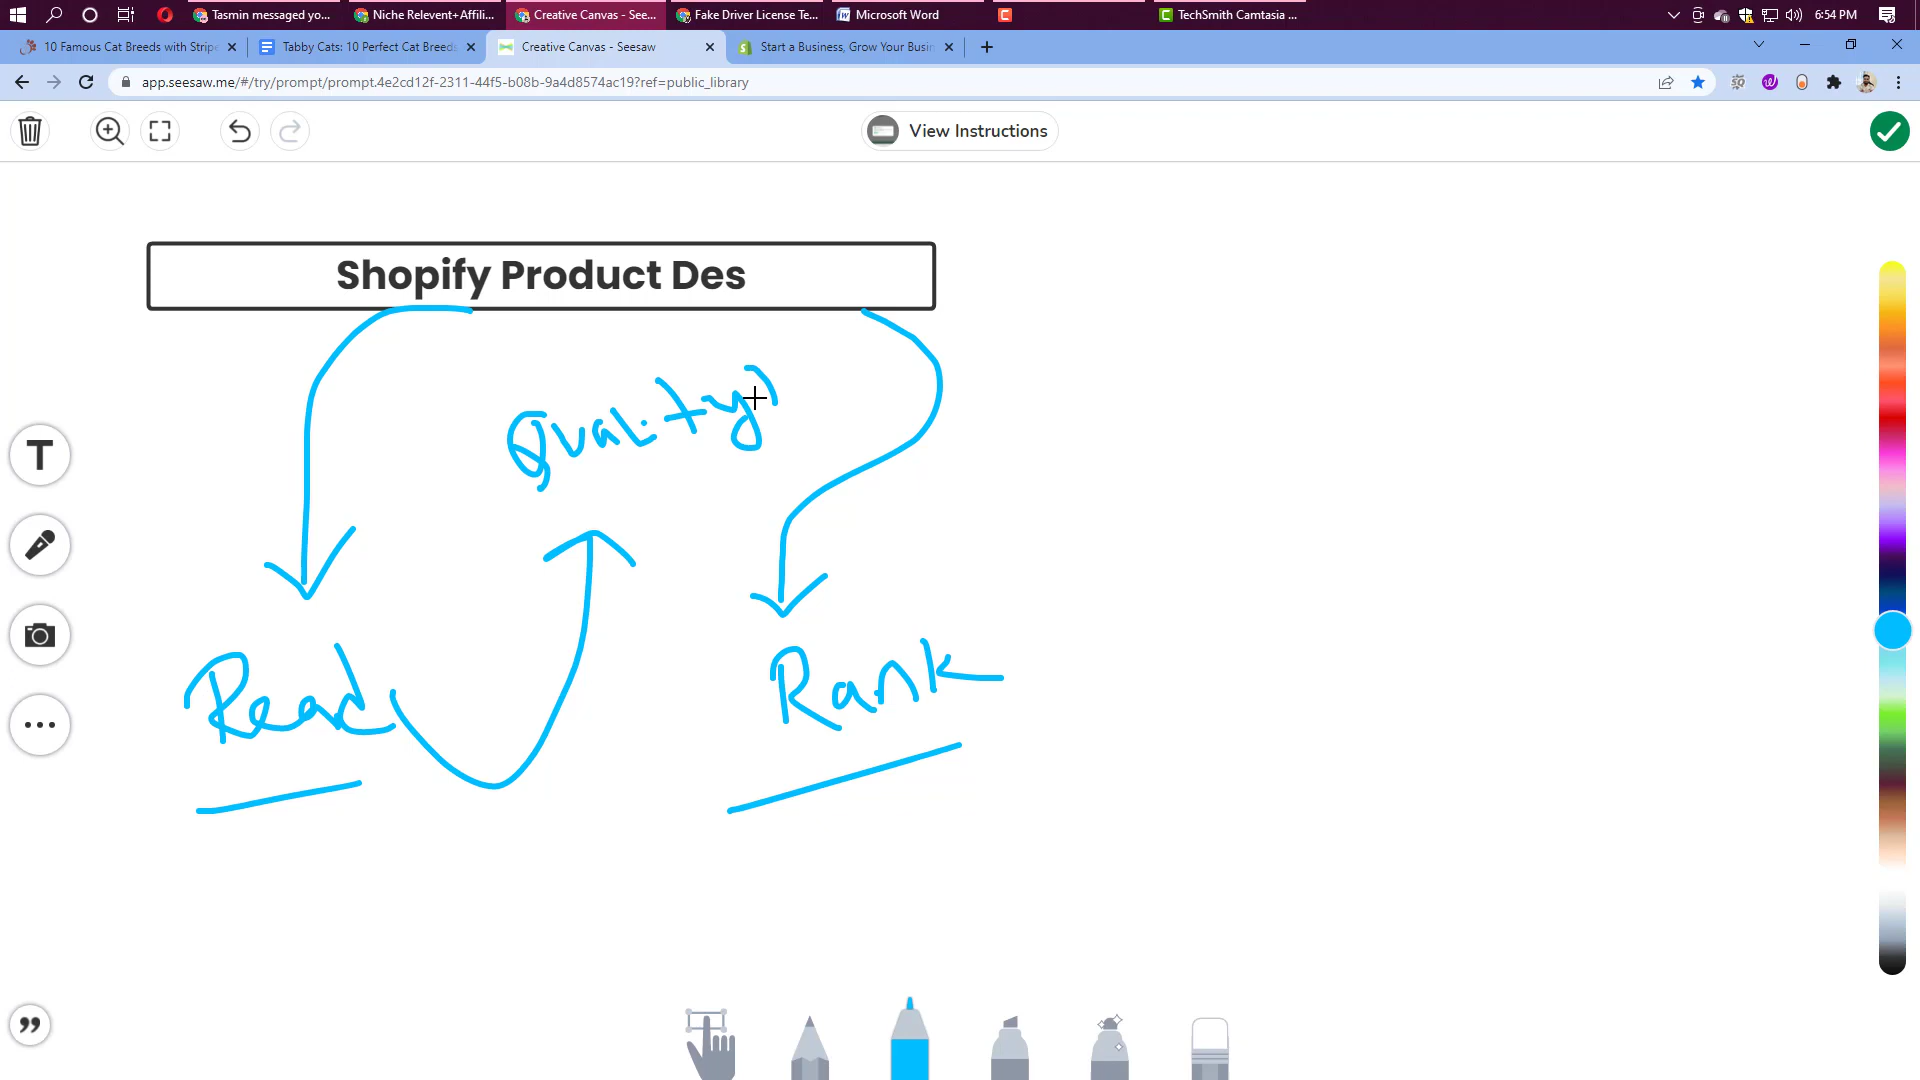 Tasmin messaged yo...
Niche Relevent+Affili...
Creative Canvas - See...
Fake Driver License Te...
Microsoft Word
TechSmith Camtasia ...
6:54 PM
10 Famous Cat Breeds with Stripe
Tabby Cats: 10 Perfect Cat Breeds
Creative Canvas - Seesaw
Start a Business, Grow Your Busin
app.seesaw.me/#/try/prompt/prompt.4e2cd12f-2311-44f5-b08b-9a4d8574ac19?ref=public_library
View Instructions
Shopify Product Des
Quality
T
Read
Rank